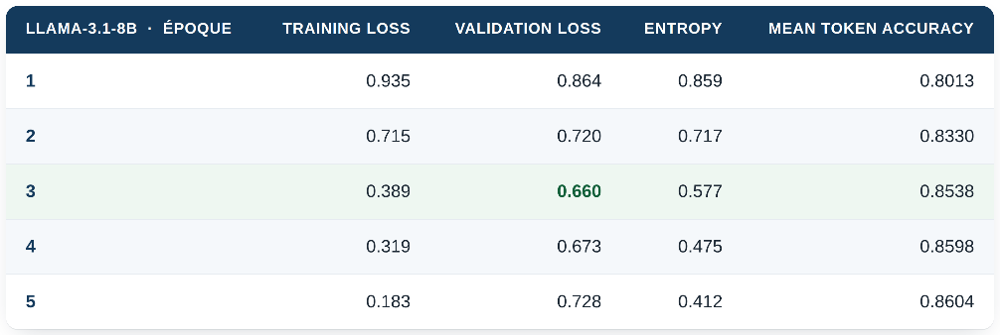 LLAMA-3.1-8B · ÉPOQUE TRAINING LOSS VALIDATION LOSS ENTROPY MEAN TOKEN ACCURACY
1 0.935 0.864 0.859 0.8013
2 0.715 0.720 0.717 0.8330
3 0.389 0.660 0.577 0.8538
4 0.319 0.673 0.475 0.8598
5 0.183 0.728 0.412 0.8604